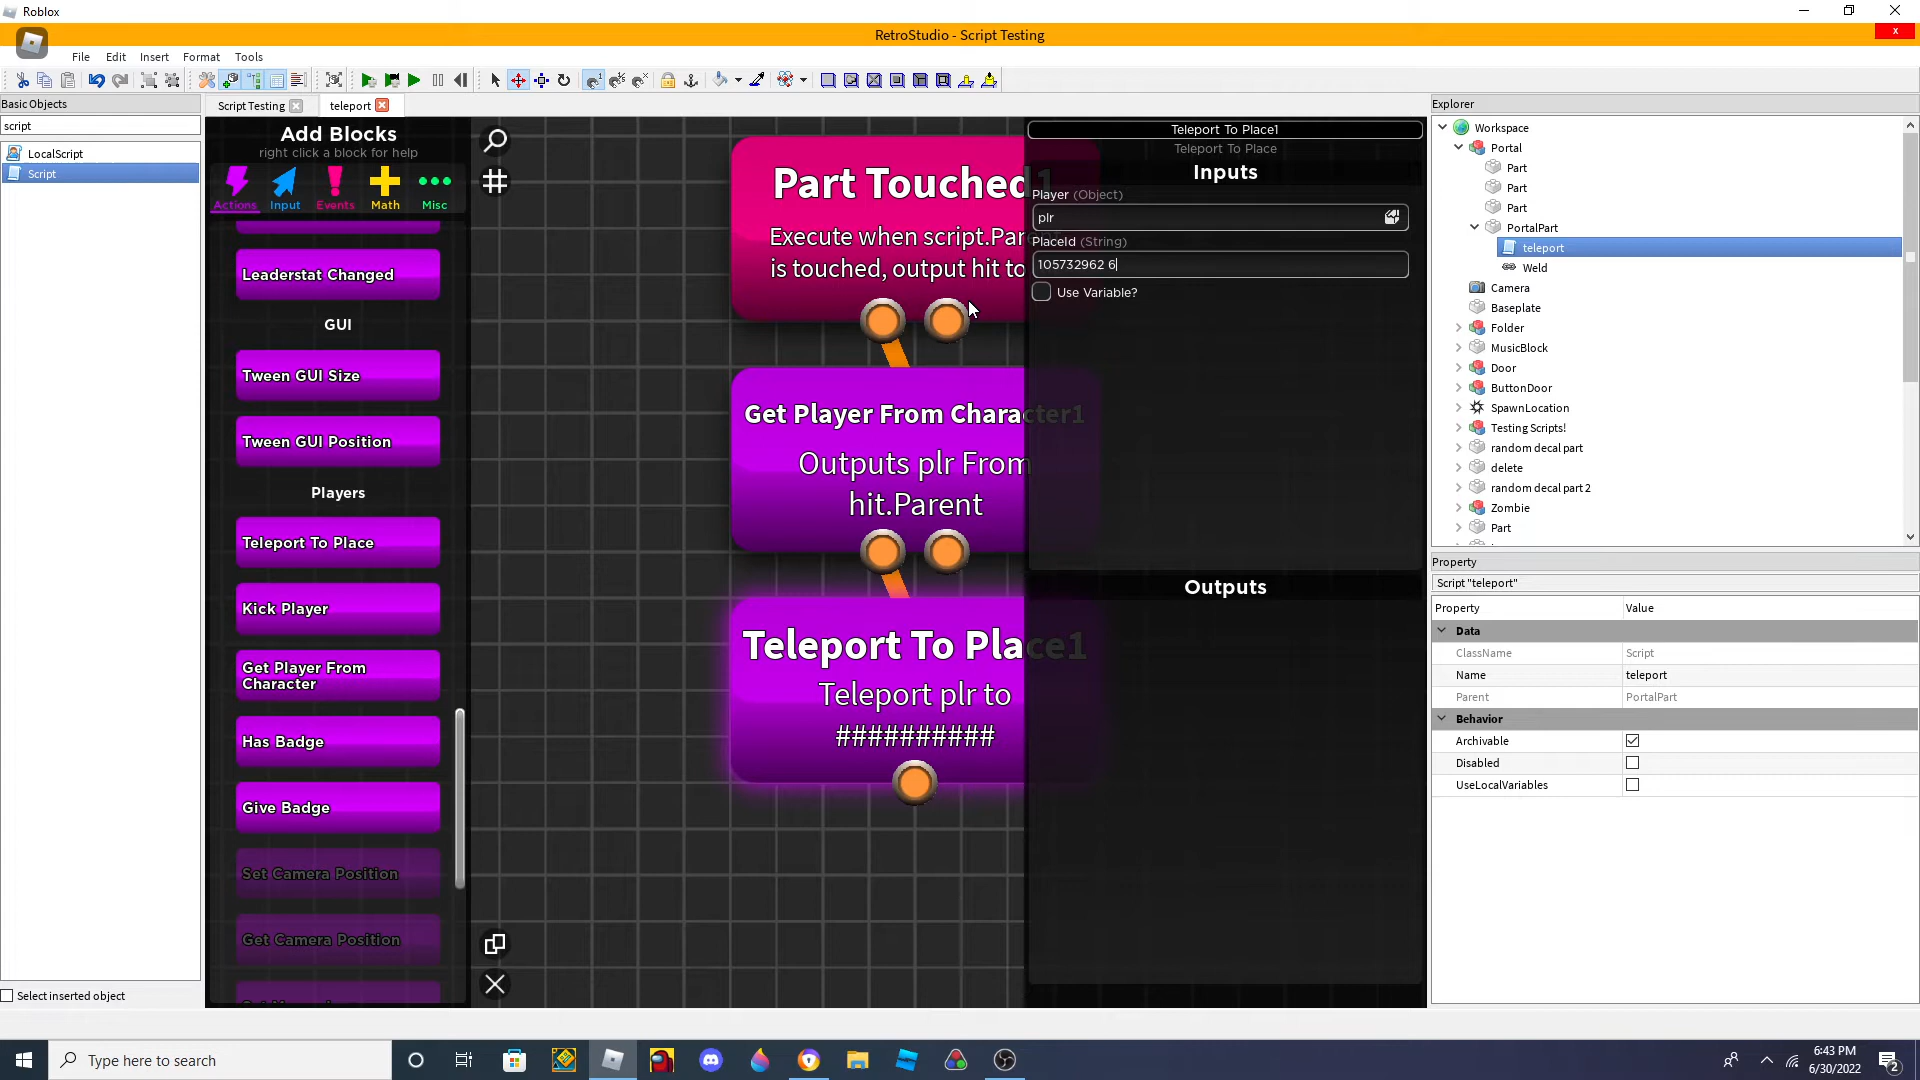 Roblox
RetroStudio - Script Testing
x
File Edit Insert Format Tools
Basic Objects
script
LocalScript
Script
Select inserted object
Script Testing
teleport
Add Blocks
right click a block for help
Actions Input Events Math Misc
Leaderstat Changed
GUI
Tween GUI Size
Tween GUI Position
Players
Teleport To Place
Kick Player
Get Player From
Character
Has Badge
Give Badge
Set Camera Position
Get Camera Position
Part Touched1
Execute when script.Parent
is touched, output hit to
Get Player From Character1
Outputs plr From
hit.Parent
Teleport To Place1
Teleport plr to
##########
Teleport To Place1
Teleport To Place
Inputs
Player (Object)
plr
PlaceId (String)
105732962 6
Use Variable?
Outputs
Explorer
Workspace
Portal
Part
Part
Part
PortalPart
teleport
Weld
Camera
Baseplate
Folder
MusicBlock
Door
ButtonDoor
SpawnLocation
Testing Scripts!
random decal part
delete
random decal part 2
Zombie
Part
Property
Script "teleport"
Property Value
Data
ClassName Script
Name teleport
Parent PortalPart
Behavior
Archivable
Disabled
UseLocalVariables
Type here to search
6:43 PM
6/30/2022
2